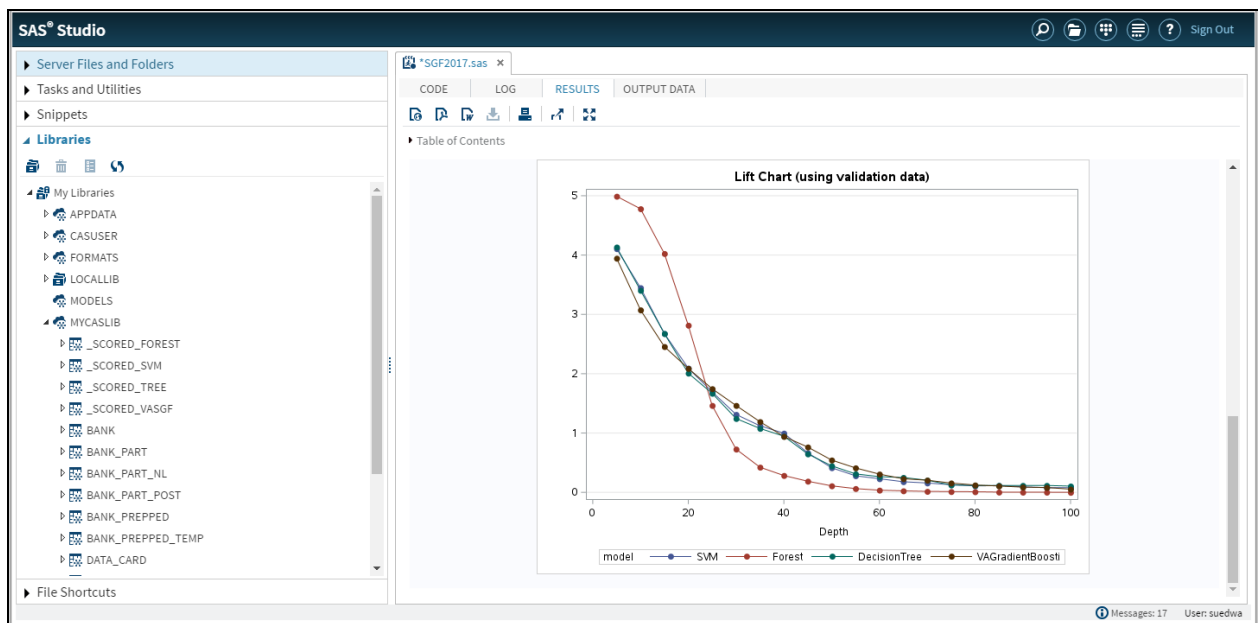 SAS® Studio
? Sign Out
Server Files and Folders
Tasks and Utilities
Snippets
Libraries
My Libraries
APPDATA
CASUSER
FORMATS
LOCALLIB
MODELS
MYCASLIB
_SCORED_FOREST
_SCORED_SVM
_SCORED_TREE
_SCORED_VASGF
BANK
BANK_PART
BANK_PART_NL
BANK_PART_POST
BANK_PREPPED
BANK_PREPPED_TEMP
DATA_CARD
File Shortcuts
*SGF2017.sas ×
CODE LOG RESULTS OUTPUT DATA
Table of Contents
Lift Chart (using validation data)
5
4
3
2
1
0
0 20 40 60 80 100
Depth
model SVM Forest DecisionTree VAGradientBoosti
Messages: 17 User: suedwa